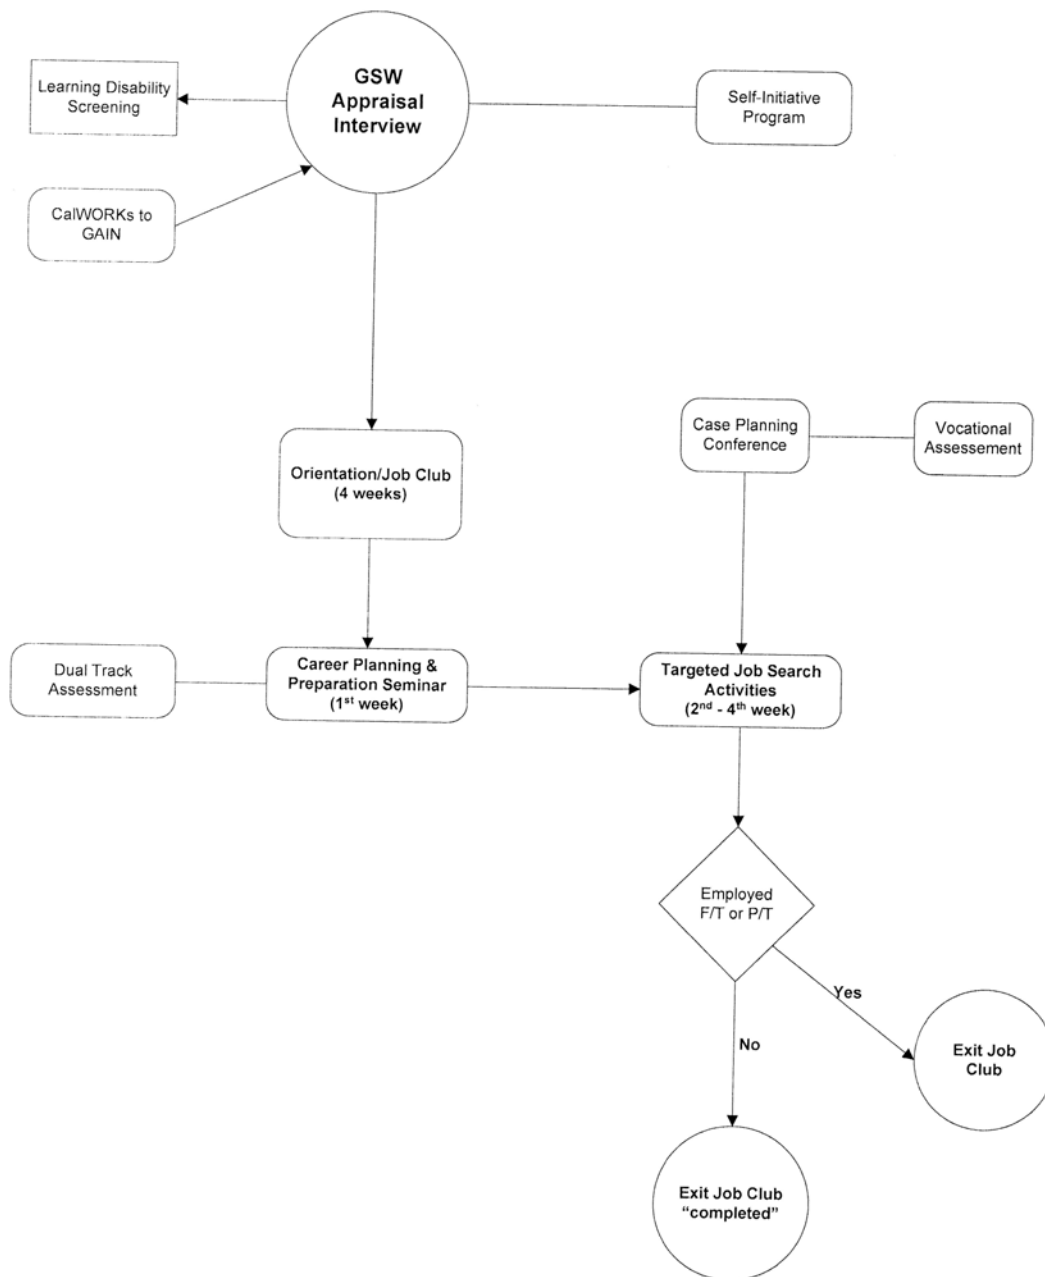 GSW
Appraisal
Interview
Learning Disability
Screening
Self-Initiative
Program
CalWORKs to
GAIN
Case Planning
Conference
Vocational
Assessement
Orientation/Job Club
(4 weeks)
Dual Track
Assessment
Career Planning &
Preparation Seminar
(1st week)
Targeted Job Search
Activities
(2nd - 4th week)
Employed
F/T or P/T
Yes
No
Exit Job
Club
Exit Job Club
“completed”